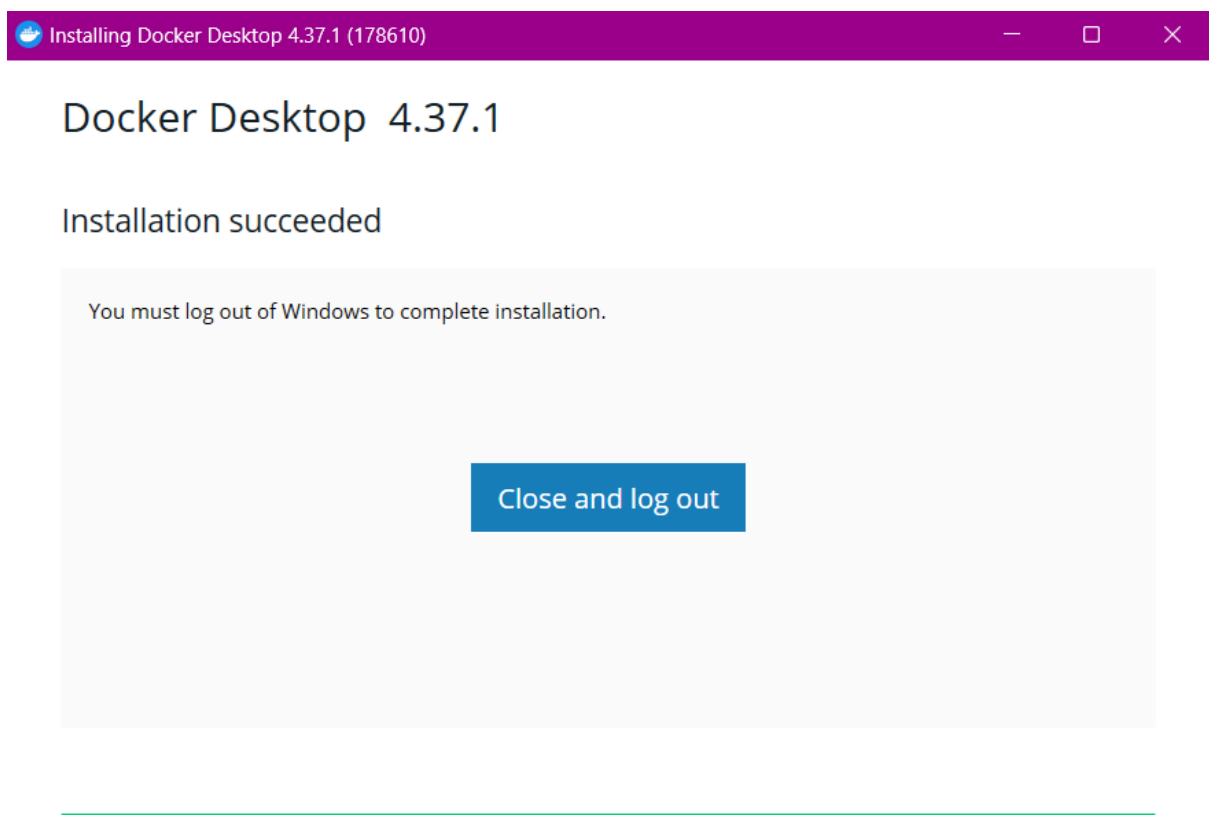 Installing Docker Desktop 4.37.1 (178610)
Docker Desktop 4.37.1
Installation succeeded
You must log out of Windows to complete installation.
Close and log out